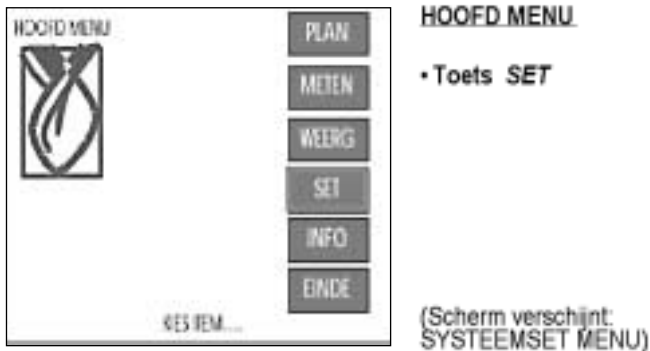 HOOFD MENU
PLAN
METEN
WEERG
SET
INFO
EINDE
KIES ITEM....
HOOFD MENU
• Toets SET
(Scherm verschijnt:
SYSTEEMSET MENU)